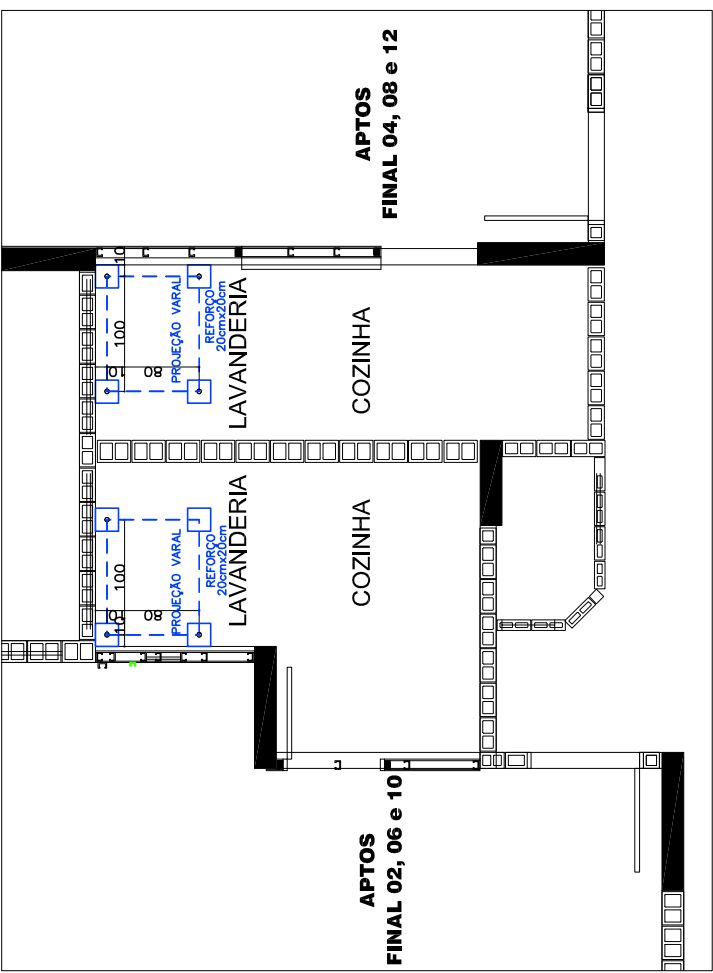 APTOS
FINAL 04, 08 e 12
10
100
10
80
PROJEÇÃO VARAL
REFORÇO
20cmx20cm
LAVANDERIA
COZINHA
10
100
10
80
PROJEÇÃO VARAL
REFORÇO
20cmx20cm
LAVANDERIA
COZINHA
APTOS
FINAL 02, 06 e 10